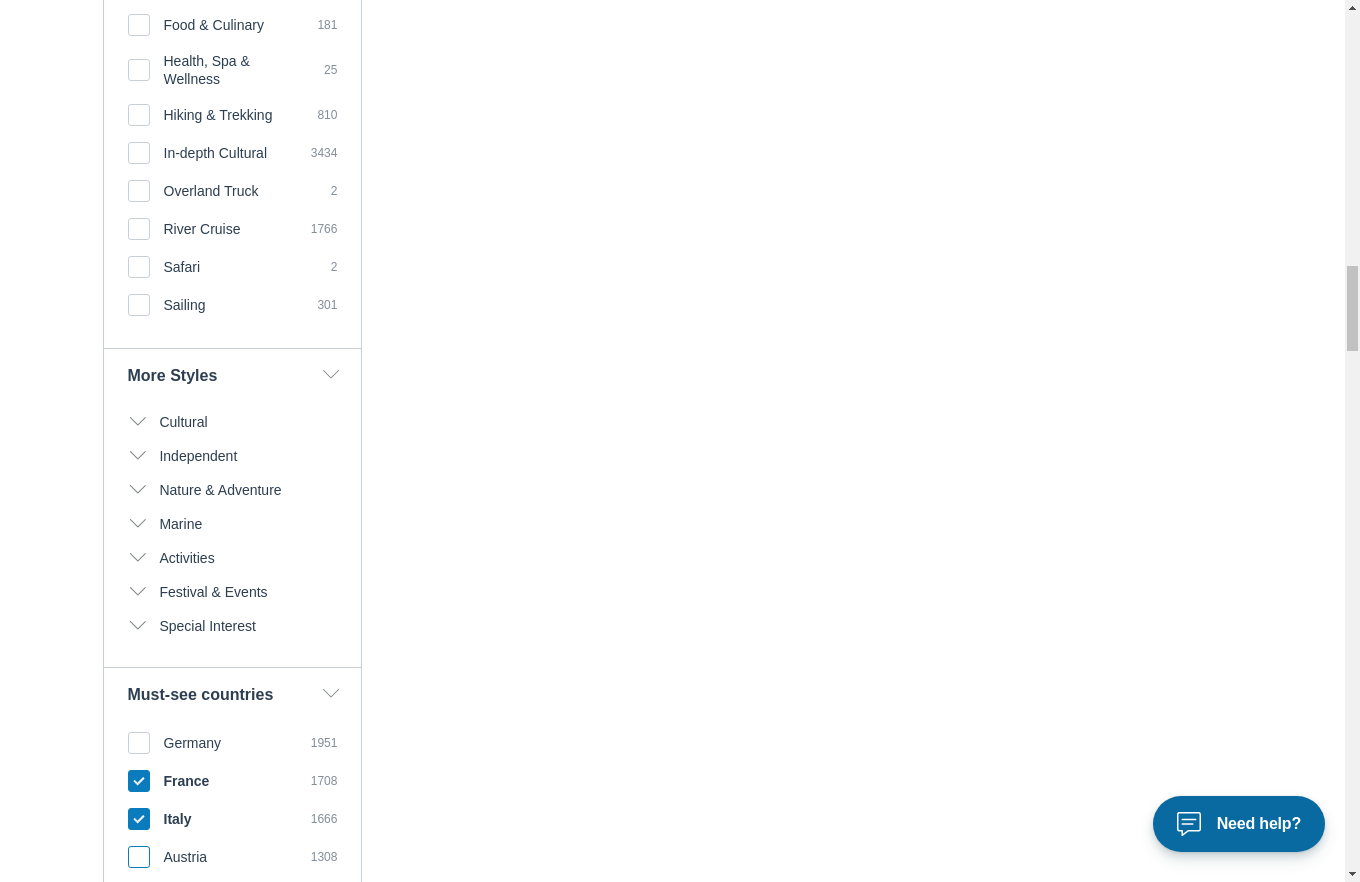 Food & Culinary 181
Health, Spa &
Wellness 25
Hiking & Trekking 810
In-depth Cultural 3434
Overland Truck 2
River Cruise 1766
Safari 2
Sailing 301
More Styles
Cultural
Independent
Nature & Adventure
Marine
Activities
Festival & Events
Special Interest
Must-see countries
Germany 1951
France 1708
Italy 1666
Austria 1308
Need help?